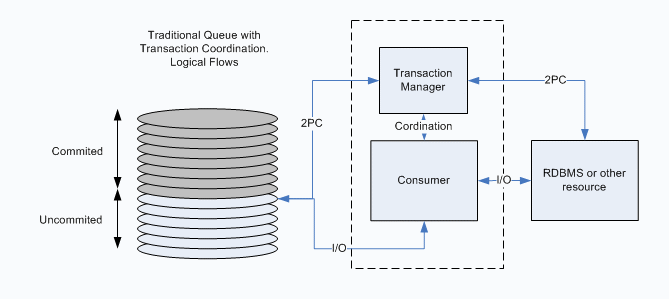 Traditional Queue with
Transaction Coordination.
Logical Flows
Transaction
Manager
2PC
2PC
Cordination
Commited
Consumer
I/O
RDBMS or other
resource
Uncommited
I/O